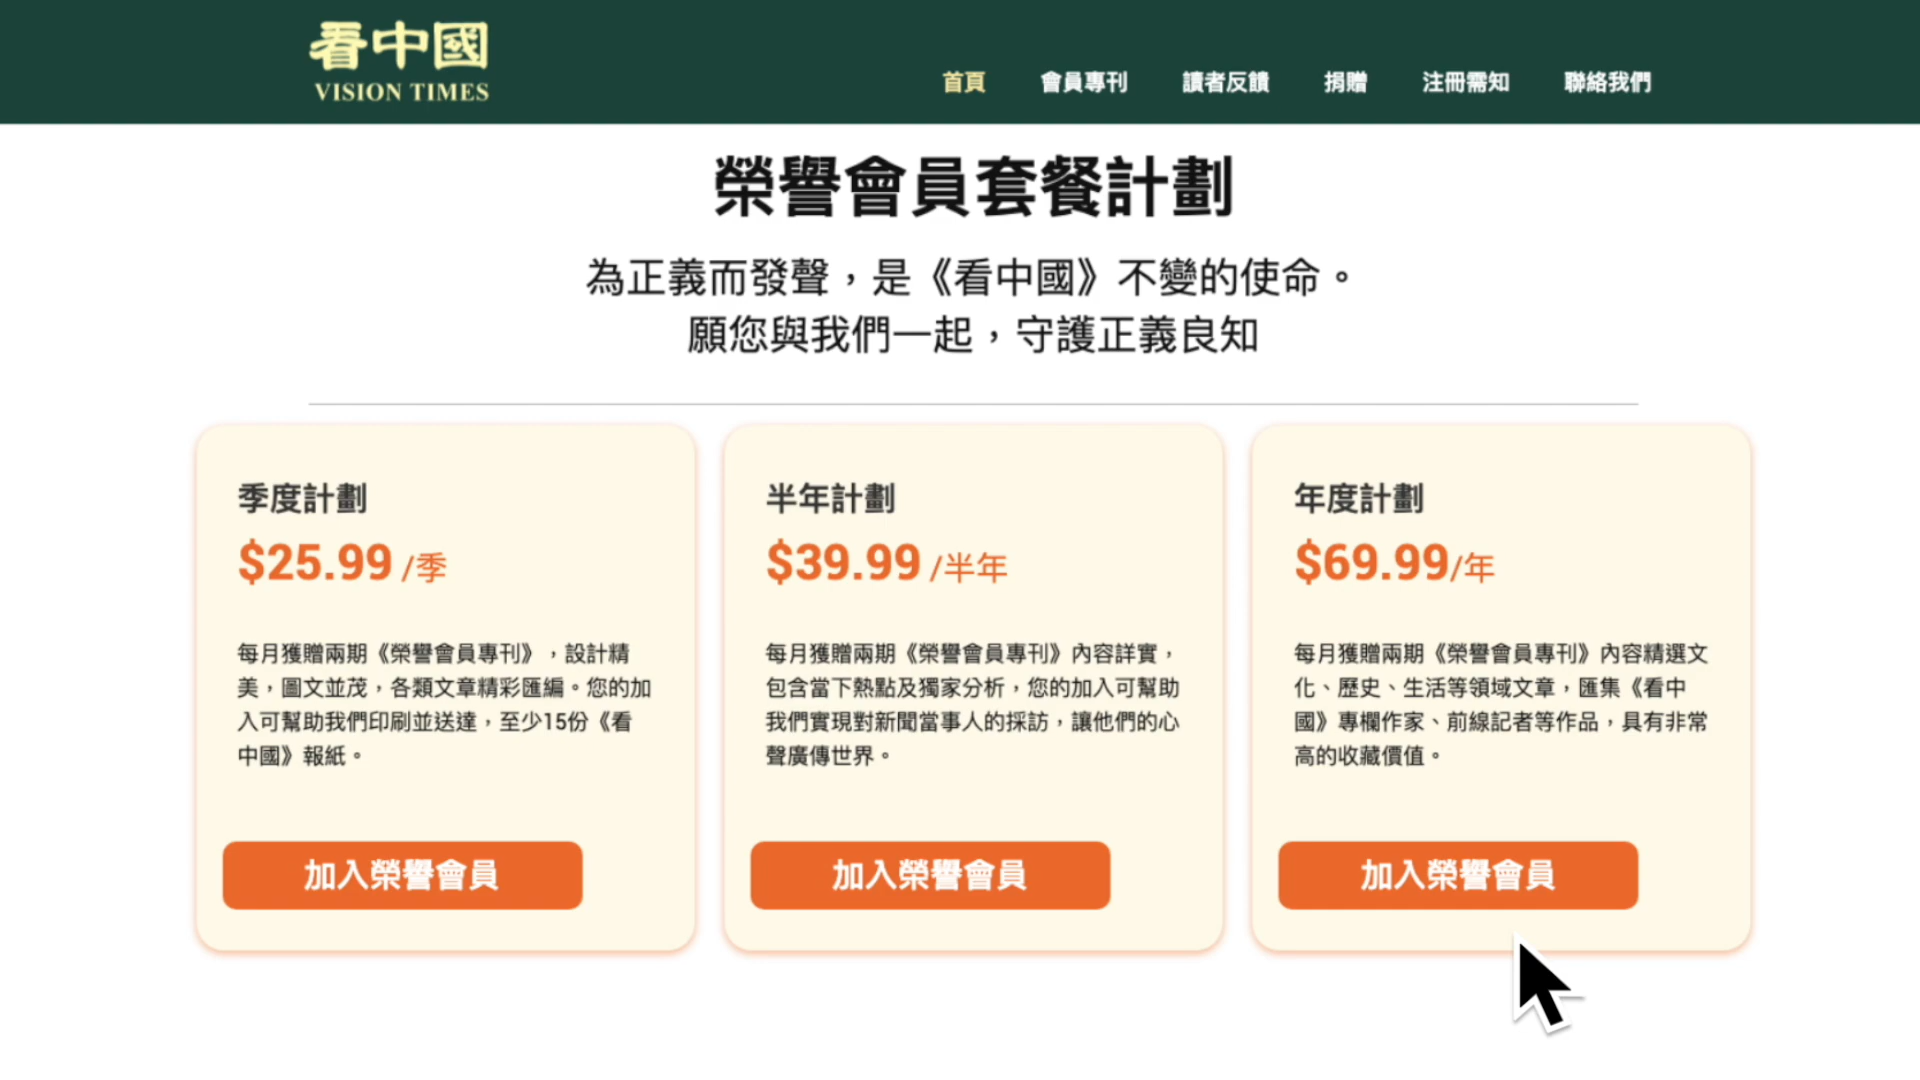 看中國
VISION TIMES
首頁 會員專刊 讀者反饋 捐贈 注冊需知 聯絡我們
榮譽會員套餐計劃
為正義而發聲，是《看中國》不變的使命。
願您與我們一起，守護正義良知
季度計劃
$25.99 /季
每月獲贈兩期《榮譽會員專刊》，設計精
美，圖文並茂，各類文章精彩匯編。您的加
入可幫助我們印刷並送達，至少15份《看
中國》報紙。
加入榮譽會員
半年計劃
$39.99 /半年
每月獲贈兩期《榮譽會員專刊》內容詳實，
包含當下熱點及獨家分析，您的加入可幫助
我們實現對新聞當事人的採訪，讓他們的心
聲廣傳世界。
加入榮譽會員
年度計劃
$69.99/年
每月獲贈兩期《榮譽會員專刊》內容精選文
化、歷史、生活等領域文章，匯集《看中
國》專欄作家、前線記者等作品，具有非常
高的收藏價值。
加入榮譽會員